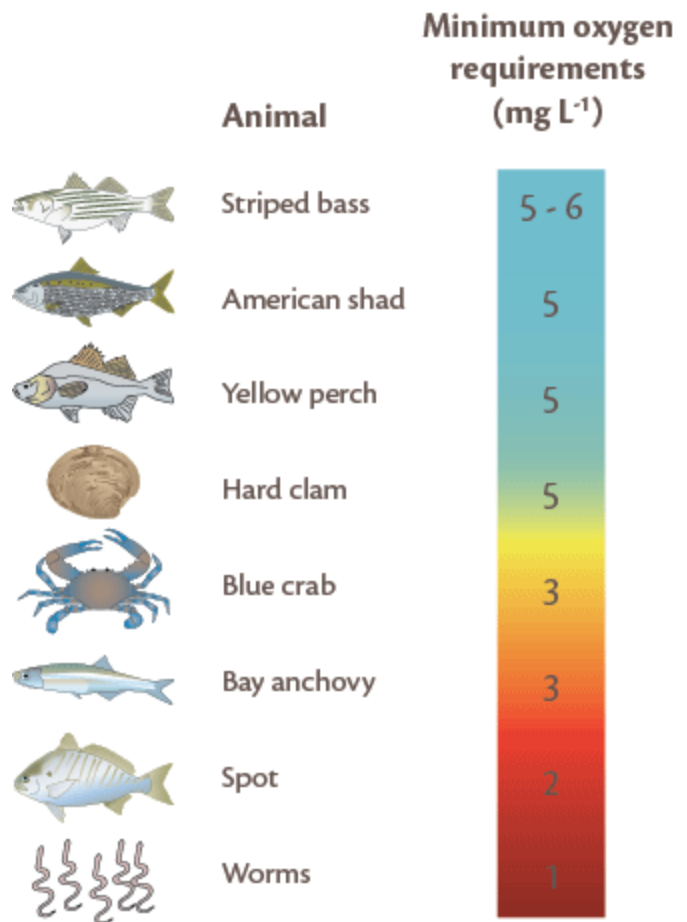 Minimum oxygen
requirements
Animal (mg L⁻¹)
Striped bass 5 - 6
American shad 5
Yellow perch 5
Hard clam 5
Blue crab 3
Bay anchovy 3
Spot 2
Worms 1